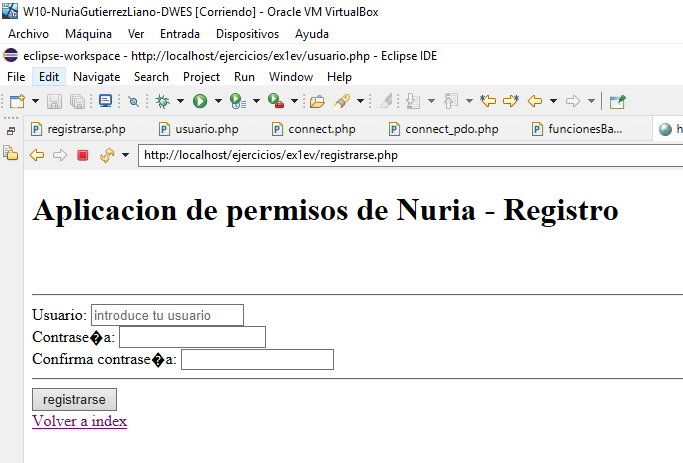 W10-NuriaGutierrezLiano-DWES [Corriendo] - Oracle VM VirtualBox
Archivo Máquina Ver Entrada Dispositivos Ayuda
eclipse-workspace - http://localhost/ejercicios/ex1ev/usuario.php - Eclipse IDE
File Edit Navigate Search Project Run Window Help
registrarse.php usuario.php connect.php connect_pdo.php funcionesBa... h
http://localhost/ejercicios/ex1ev/registrarse.php
Aplicacion de permisos de Nuria - Registro
Usuario: introduce tu usuario
Contrase�a:
Confirma contrase�a:
registrarse
Volver a index